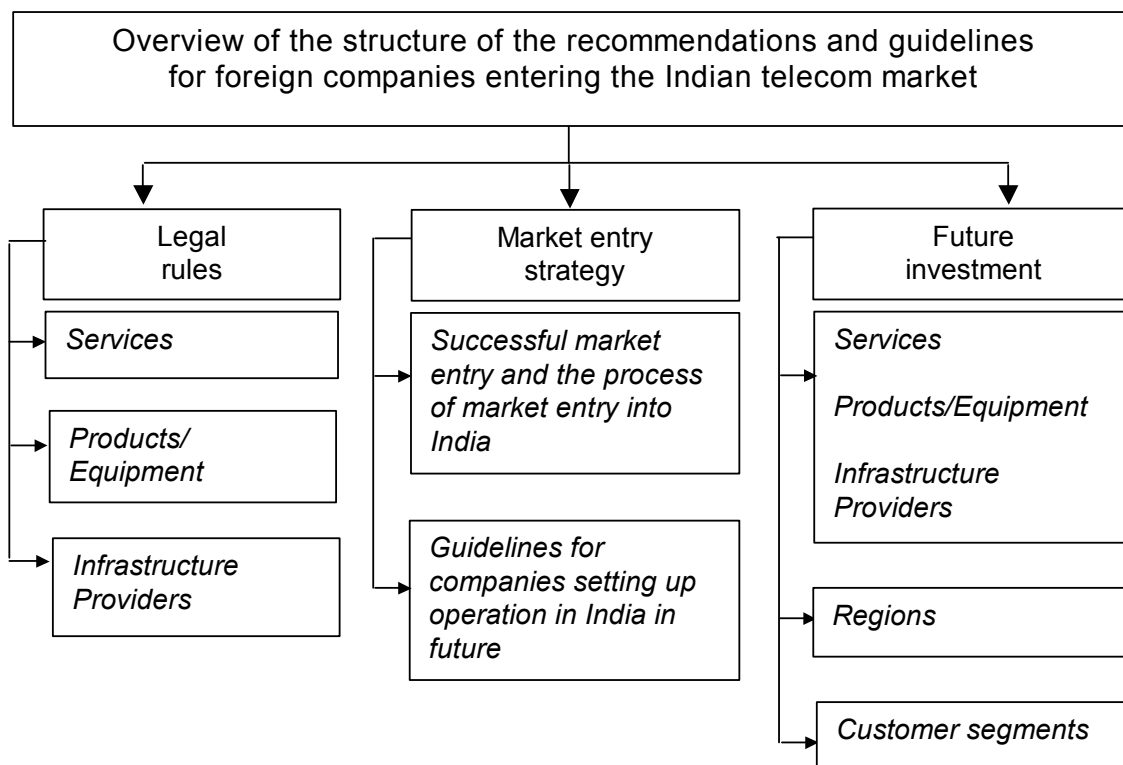 Overview of the structure of the recommendations and guidelines
for foreign companies entering the Indian telecom market
Legal
rules
Services
Products/
Equipment
Infrastructure
Providers
Market entry
strategy
Successful market
entry and the process
of market entry into
India
Guidelines for
companies setting up
operation in India in
future
Future
investment
Services
Products/Equipment
Infrastructure
Providers
Regions
Customer segments